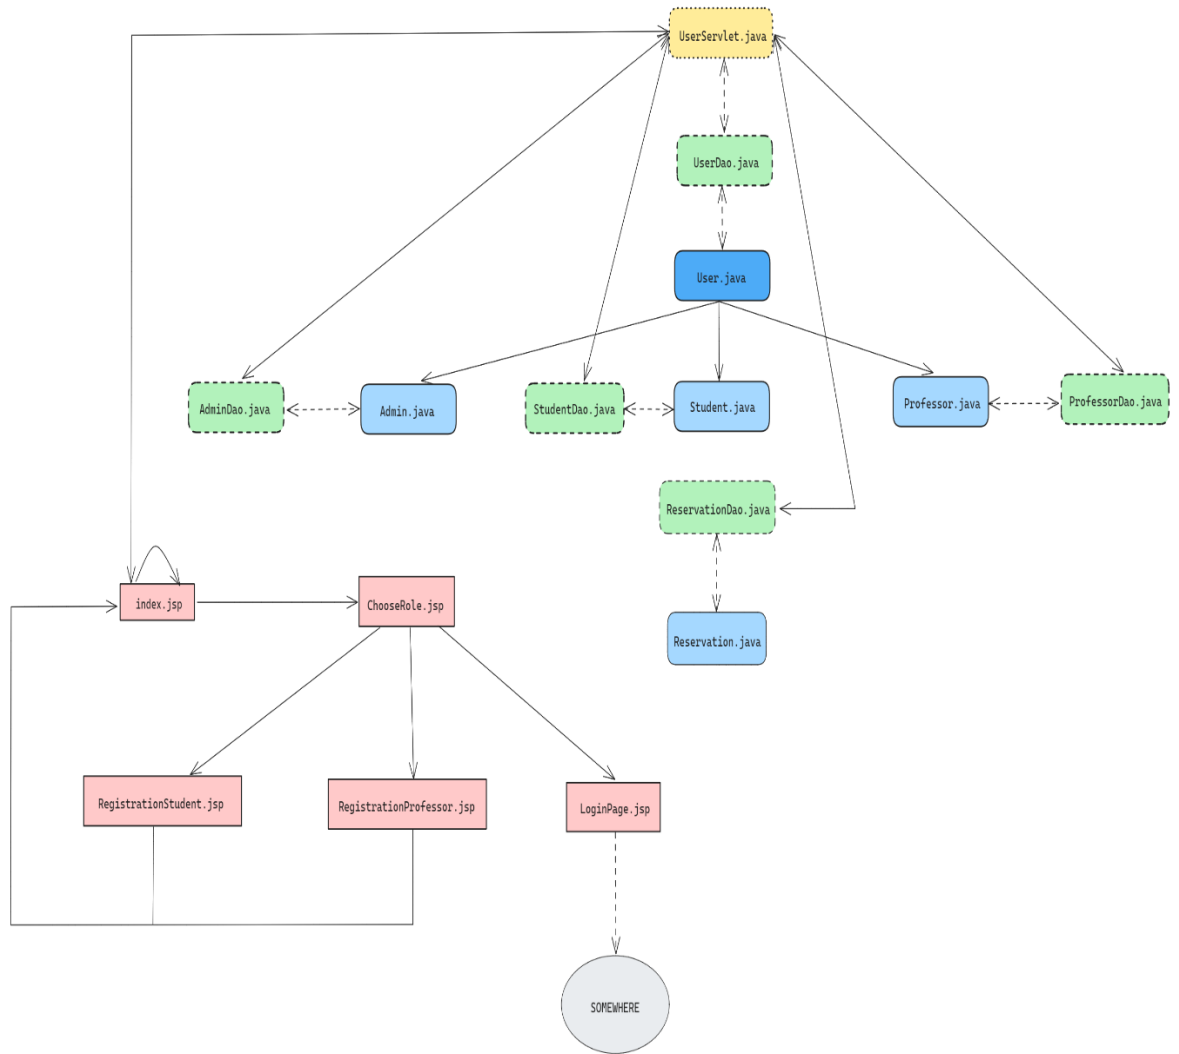 UserServlet.java
UserDao.java
User.java
AdminDao.java
Admin.java
StudentDao.java
Student.java
Professor.java
ProfessorDao.java
ReservationDao.java
index.jsp
ChooseRole.jsp
Reservation.java
RegistrationStudent.jsp
RegistrationProfessor.jsp
LoginPage.jsp
SOMEWHERE